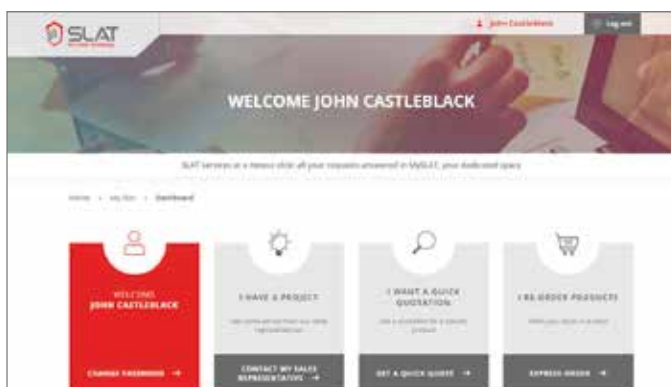 SLAT
John Castleblack
Log out
WELCOME JOHN CASTLEBLACK
SLAT services at a mouse click: all your requests answered in MySLAT, your dedicated space
Home
Dashboard
WELCOME
JOHN CASTLEBLACK
CHANGE PASSWORD →
I HAVE A PROJECT
CONTACT MY SALES
REPRESENTATIVE →
I WANT A QUICK
QUOTATION
GET A QUICK QUOTE →
I RE-ORDER PRODUCTS
EXPRESS ORDER →